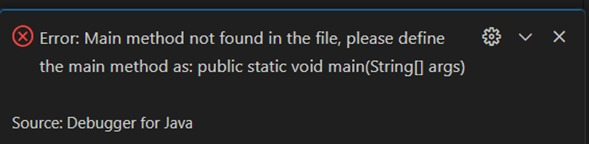 Error: Main method not found in the file, please define
the main method as: public static void main(String[] args)
Source: Debugger for Java